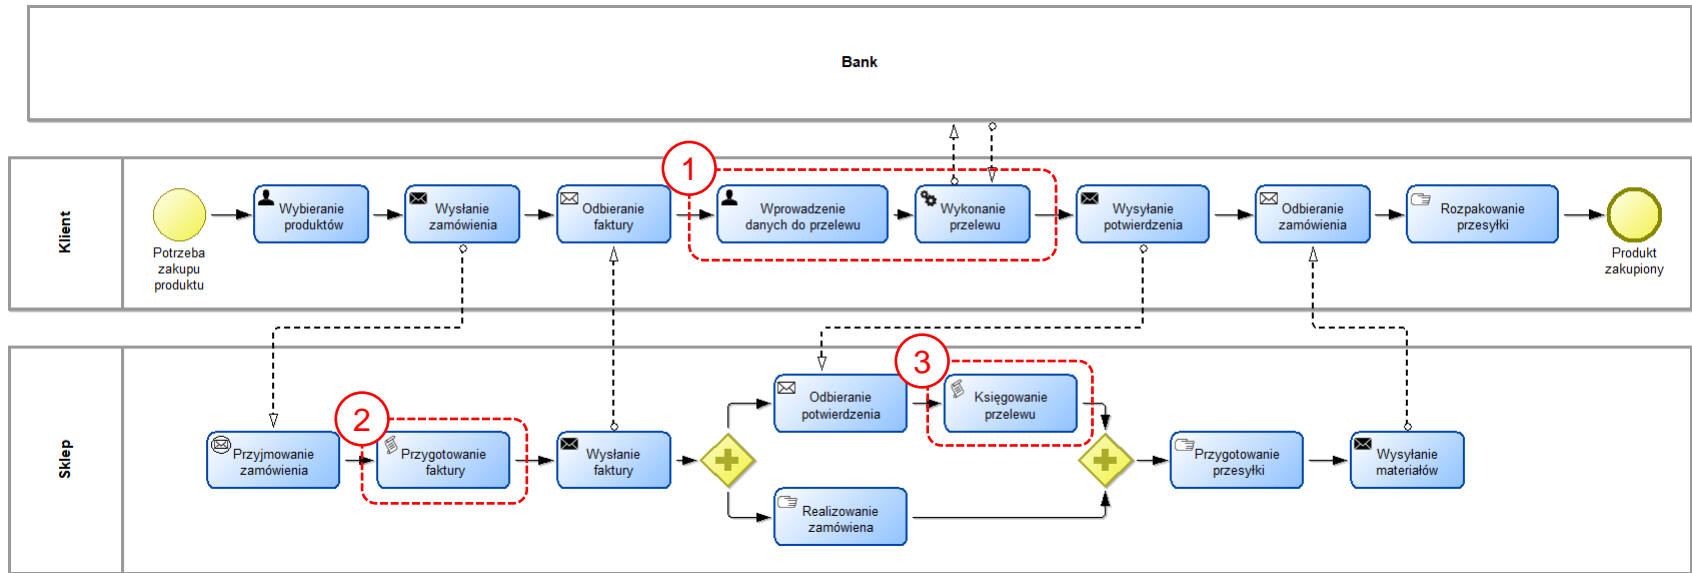 Bank
Klient
1
Wybieranie
produktów
Wysłanie
zamówienia
Odbieranie
faktury
Wprowadzenie
danych do przelewu
Wykonanie
przelewu
Wysyłanie
potwierdzenia
Odbieranie
zamówienia
Rozpakowanie
przesyłki
Potrzeba
zakupu
produktu
Produkt
zakupiony
Sklep
3
Odbieranie
potwierdzenia
Księgowanie
przelewu
2
Przyjmowanie
zamówienia
Przygotowanie
faktury
Wysłanie
faktury
Przygotowanie
przesyłki
Wysyłanie
materiałów
Realizowanie
zamówiena